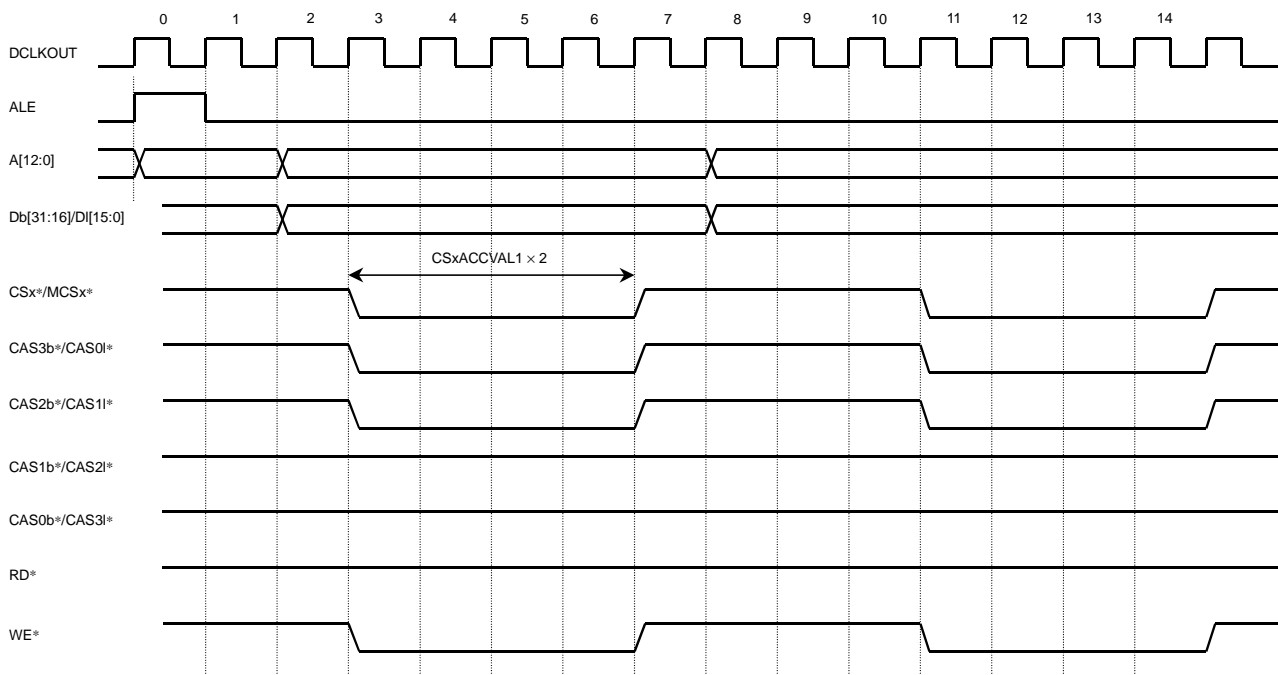 0 1 2 3 4 5 6 7 8 9 10 11 12 13 14
DCLKOUT
ALE
A[12:0]
Db[31:16]/Dl[15:0]
CSxACCVAL1 × 2
CSx*/MCSx*
CAS3b*/CAS0l*
CAS2b*/CAS1l*
CAS1b*/CAS2l*
CAS0b*/CAS3l*
RD*
WE*